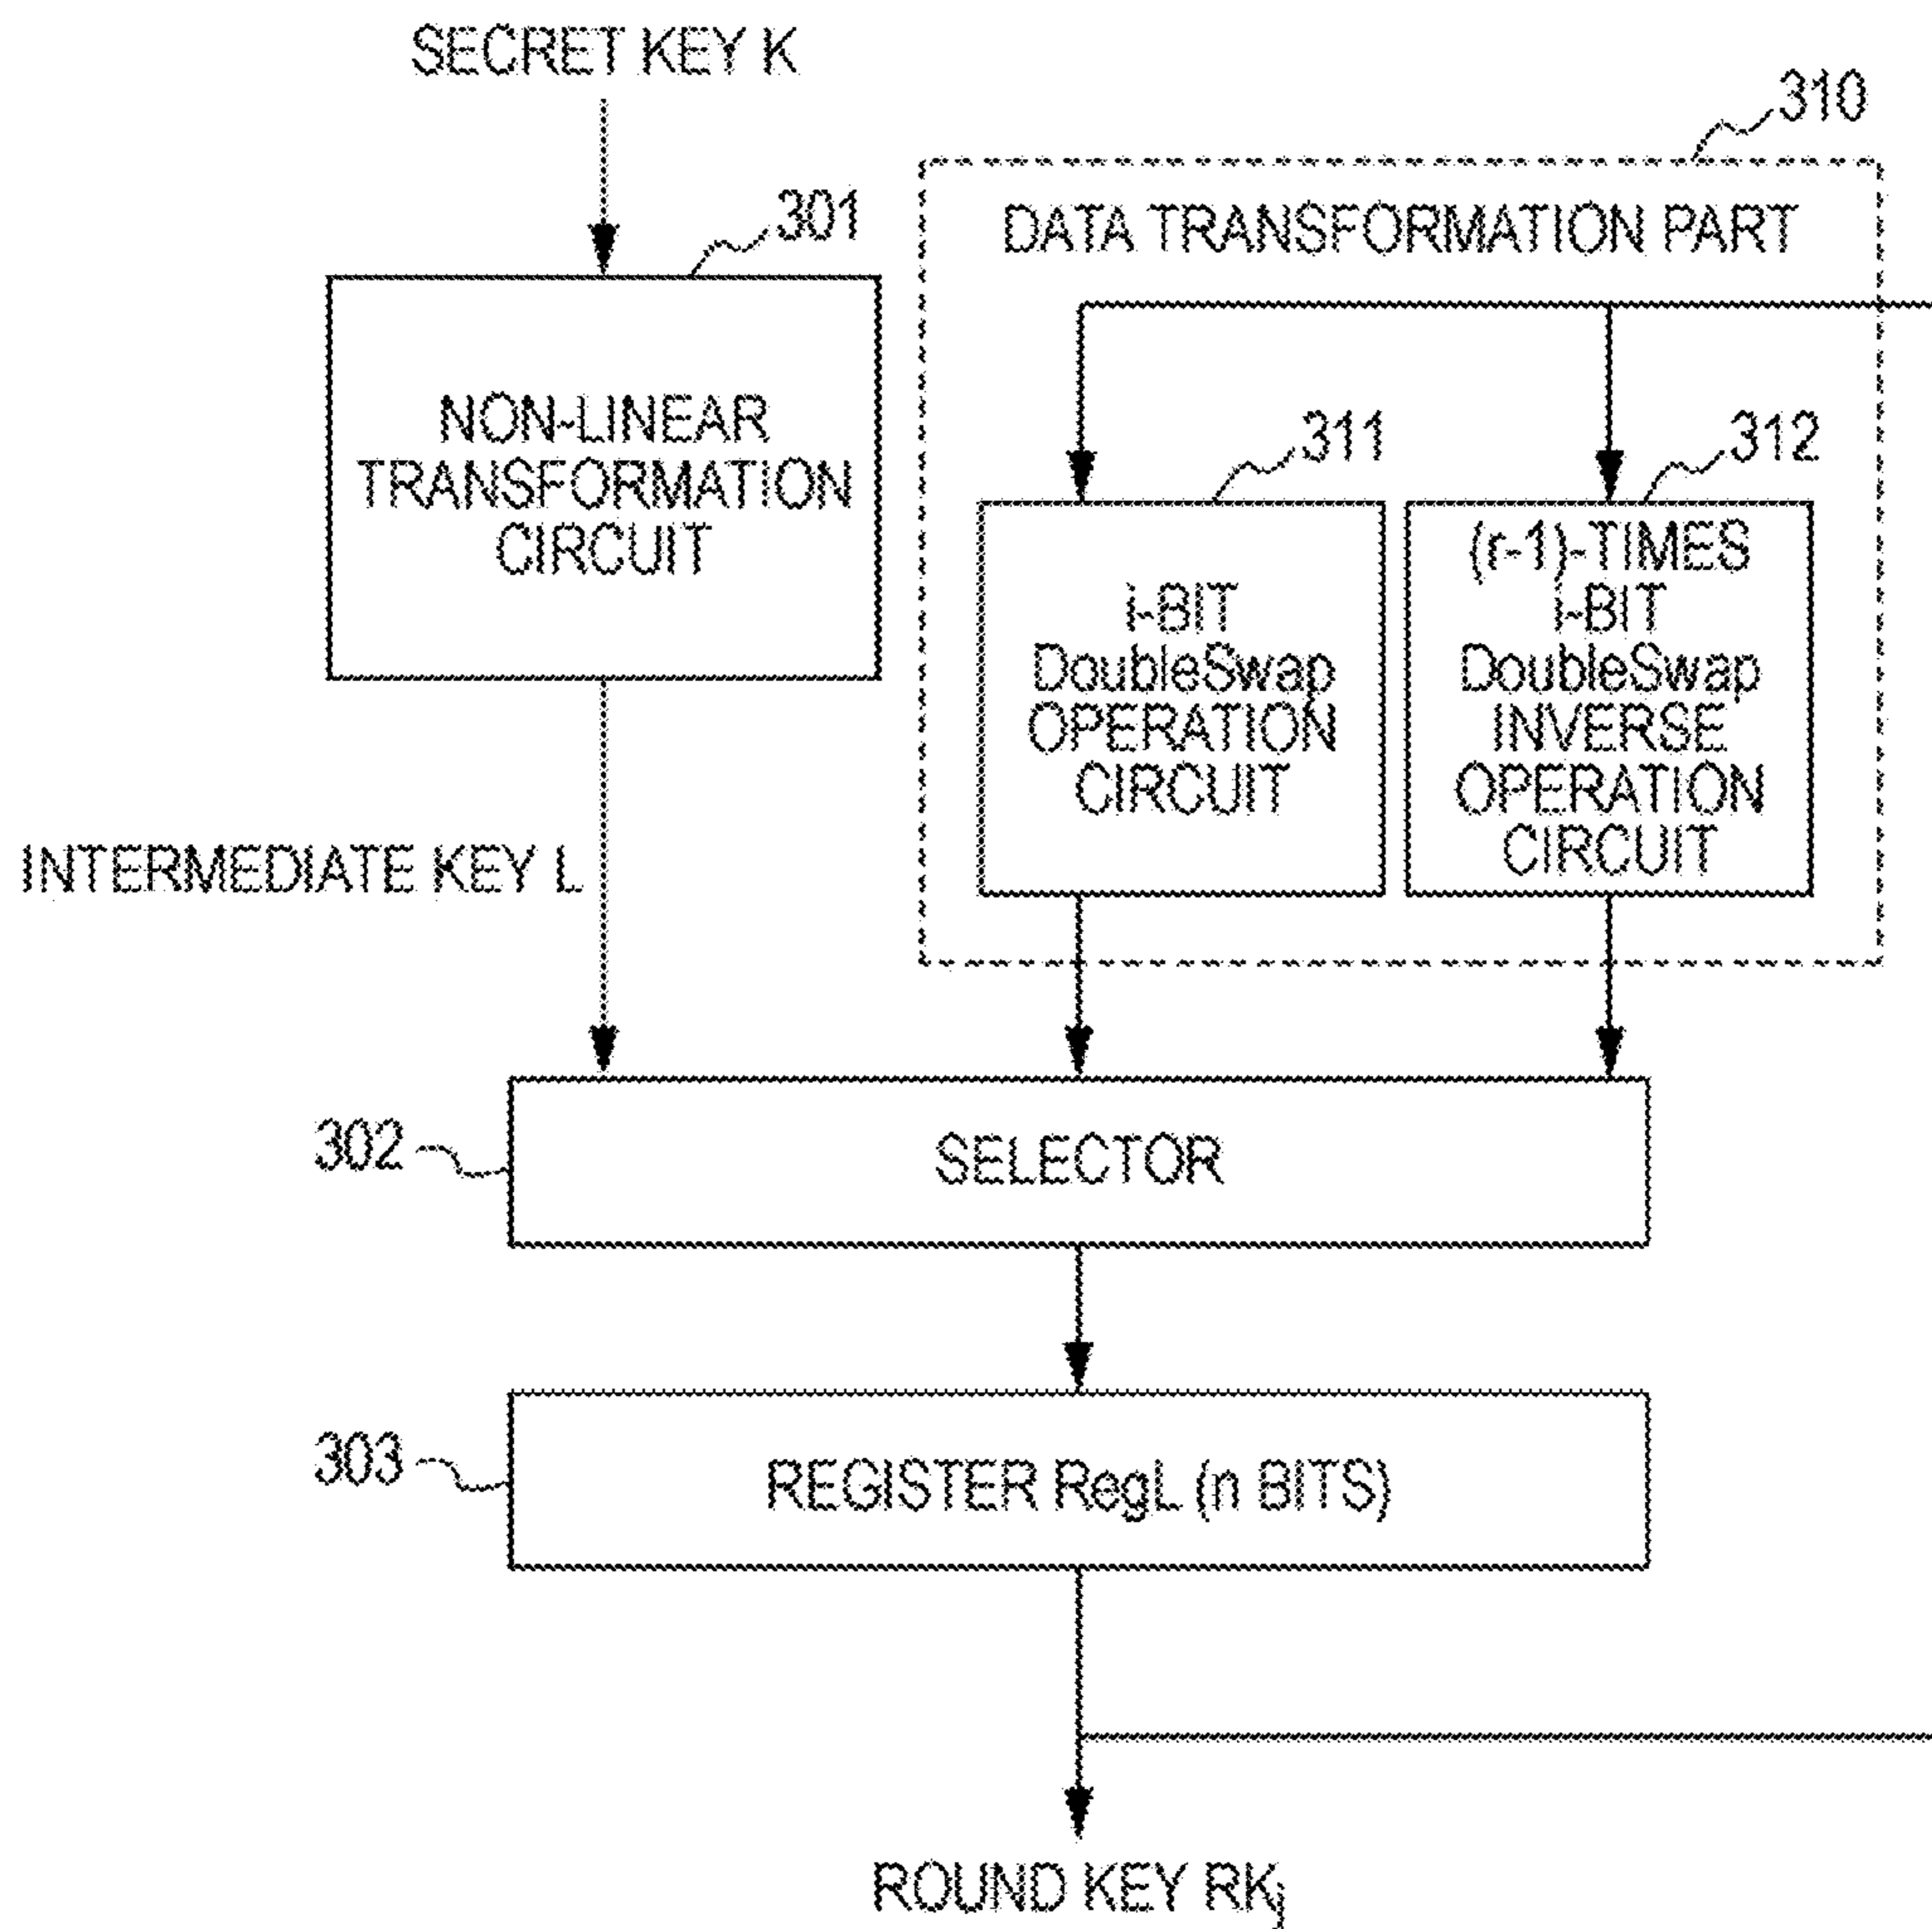 SECRET KEY K
310
301
DATA TRANSFORMATION PART
NON-LINEAR
TRANSFORMATION
CIRCUIT
311
312
i-BIT
DoubleSwap
OPERATION
CIRCUIT
(r-1)-TIMES
i-BIT
DoubleSwap
INVERSE
OPERATION
CIRCUIT
INTERMEDIATE KEY L
302
SELECTOR
303
REGISTER RegL (n BITS)
ROUND KEY RKj